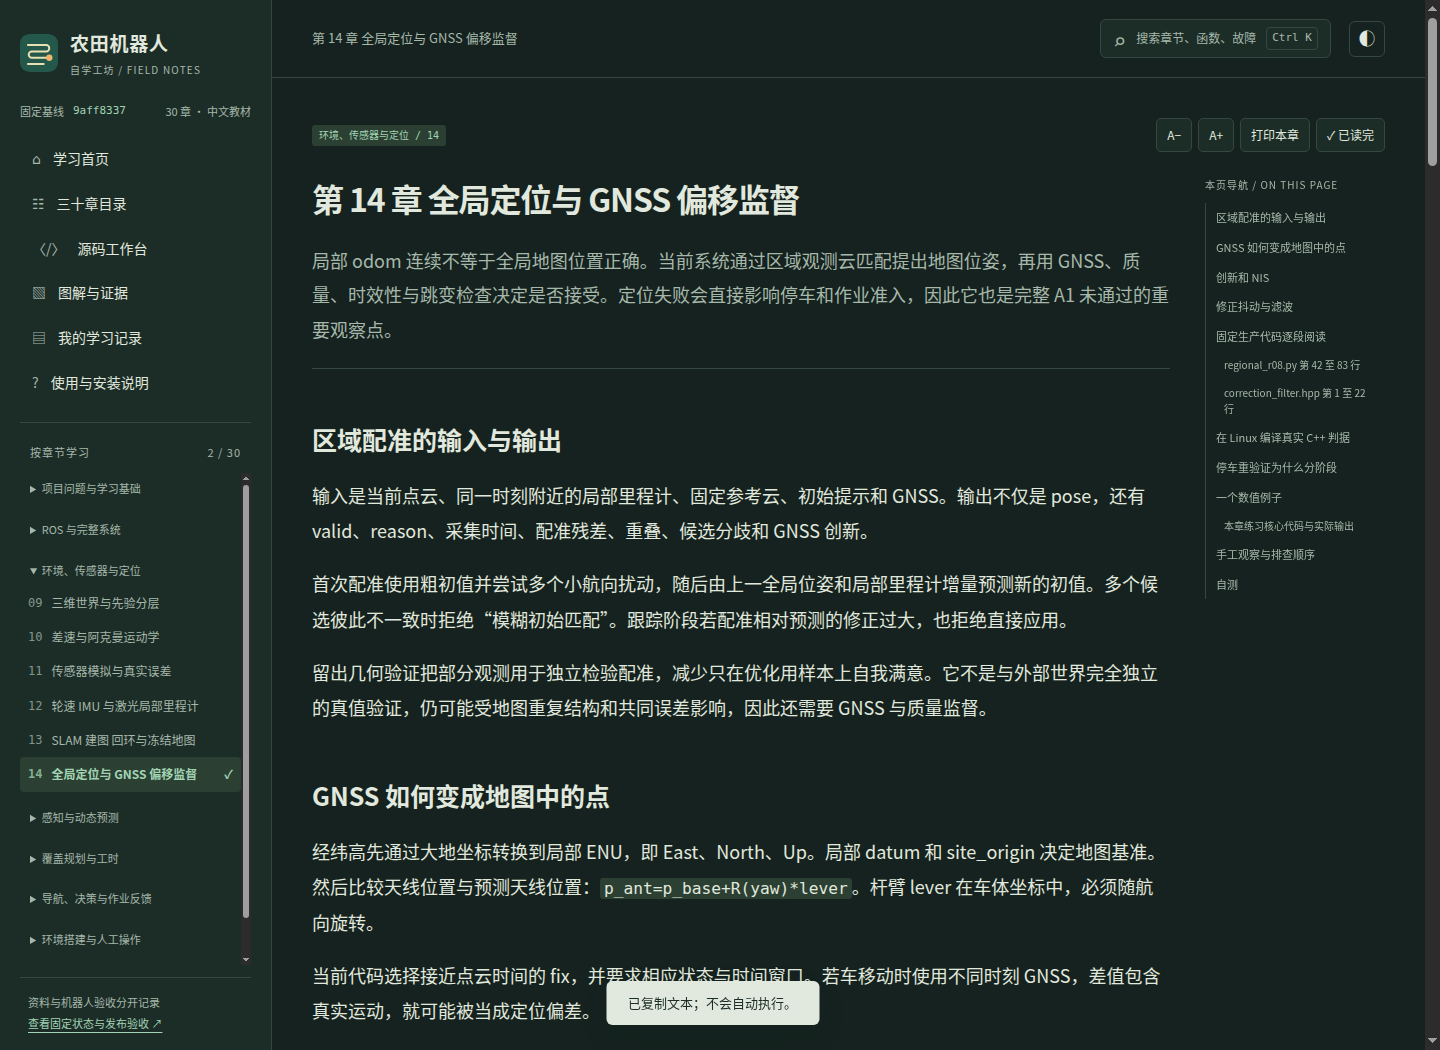 农田机器人
自学工坊 / FIELD NOTES
固定基线 9aff8337 30 章 · 中文教材
学习首页
三十章目录
源码工作台
图解与证据
我的学习记录
? 使用与安装说明
按章节学习 2 / 30
项目问题与学习基础
ROS 与完整系统
环境、传感器与定位
09 三维世界与先验分层
10 差速与阿克曼运动学
11 传感器模拟与真实误差
12 轮速 IMU 与激光局部里程计
13 SLAM 建图 回环与冻结地图
14 全局定位与 GNSS 偏移监督 ✓
感知与动态预测
覆盖规划与工时
导航、决策与作业反馈
环境搭建与人工操作
资料与机器人验收分开记录
查看固定状态与发布验收 ↗
第 14 章 全局定位与 GNSS 偏移监督
搜索章节、函数、故障 Ctrl K
环境、传感器与定位 / 14
A− A+ 打印本章 ✓ 已读完
第 14 章 全局定位与 GNSS 偏移监督
局部 odom 连续不等于全局地图位置正确。当前系统通过区域观测云匹配提出地图位姿，再用 GNSS、质
量、时效性与跳变检查决定是否接受。定位失败会直接影响停车和作业准入，因此它也是完整 A1 未通过的重
要观察点。
区域配准的输入与输出
输入是当前点云、同一时刻附近的局部里程计、固定参考云、初始提示和 GNSS。输出不仅是 pose，还有
valid、reason、采集时间、配准残差、重叠、候选分歧和 GNSS 创新。
首次配准使用粗初值并尝试多个小航向扰动，随后由上一全局位姿和局部里程计增量预测新的初值。多个候
选彼此不一致时拒绝“模糊初始匹配”。跟踪阶段若配准相对预测的修正过大，也拒绝直接应用。
留出几何验证把部分观测用于独立检验配准，减少只在优化用样本上自我满意。它不是与外部世界完全独立
的真值验证，仍可能受地图重复结构和共同误差影响，因此还需要 GNSS 与质量监督。
GNSS 如何变成地图中的点
经纬高先通过大地坐标转换到局部 ENU，即 East、North、Up。局部 datum 和 site_origin 决定地图基准。
然后比较天线位置与预测天线位置：p_ant=p_base+R(yaw)*lever。杆臂 lever 在车体坐标中，必须随航
向旋转。
当前代码选择接近点云时间的 fix，并要求相应状态与时间窗口。若车移动时使用不同时刻 GNSS，差值包含
真实运动，就可能被当成定位偏差。
已复制文本；不会自动执行。
本页导航 / ON THIS PAGE
区域配准的输入与输出
GNSS 如何变成地图中的点
创新和 NIS
修正抖动与滤波
固定生产代码逐段阅读
regional_r08.py 第 42 至 83 行
correction_filter.hpp 第 1 至 22
行
在 Linux 编译真实 C++ 判据
停车重验证为什么分阶段
一个数值例子
本章练习核心代码与实际输出
手工观察与排查顺序
自测